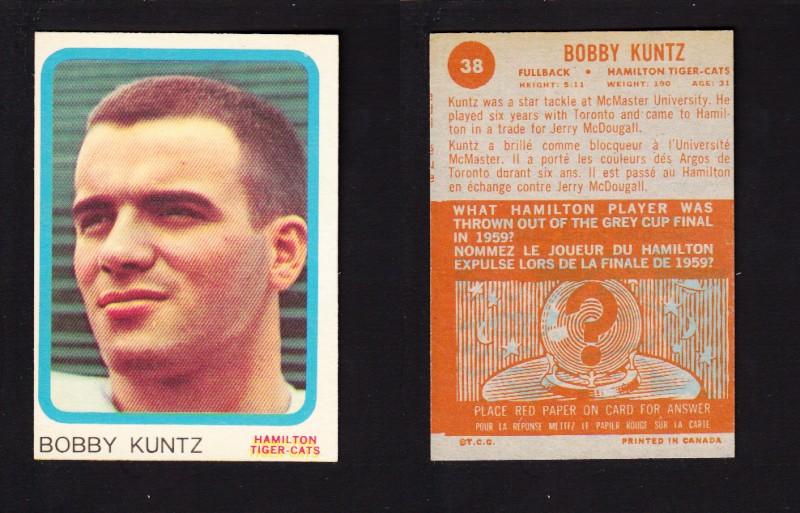 BOBBY KUNTZ
HAMILTON
TIGER-CATS
38
BOBBY KUNTZ
FULLBACK • HAMILTON TIGER-CATS
HEIGHT: 5:11 WEIGHT: 190 AGE: 31
Kuntz was a star tackle at McMaster University. He
played six years with Toronto and came to Hamil-
ton in a trade for Jerry McDougall.
Kuntz a brillé comme blocqueur à l'Université
McMaster. Il a porté les couleurs dés Argos de
Toronto durant six ans. Il est passé au Hamilton
en échange contre Jerry McDougall.
WHAT HAMILTON PLAYER WAS
THROWN OUT OF THE GREY CUP FINAL
IN 1959?
NOMMEZ LE JOUEUR DU HAMILTON
EXPULSE LORS DE LA FINALE DE 1959?
?
PLACE RED PAPER ON CARD FOR ANSWER
POUR LA RÉPONSE METTEZ LE PAPIER ROUGE SÛR LA CARTE
©T.C.G. PRINTED IN CANADA